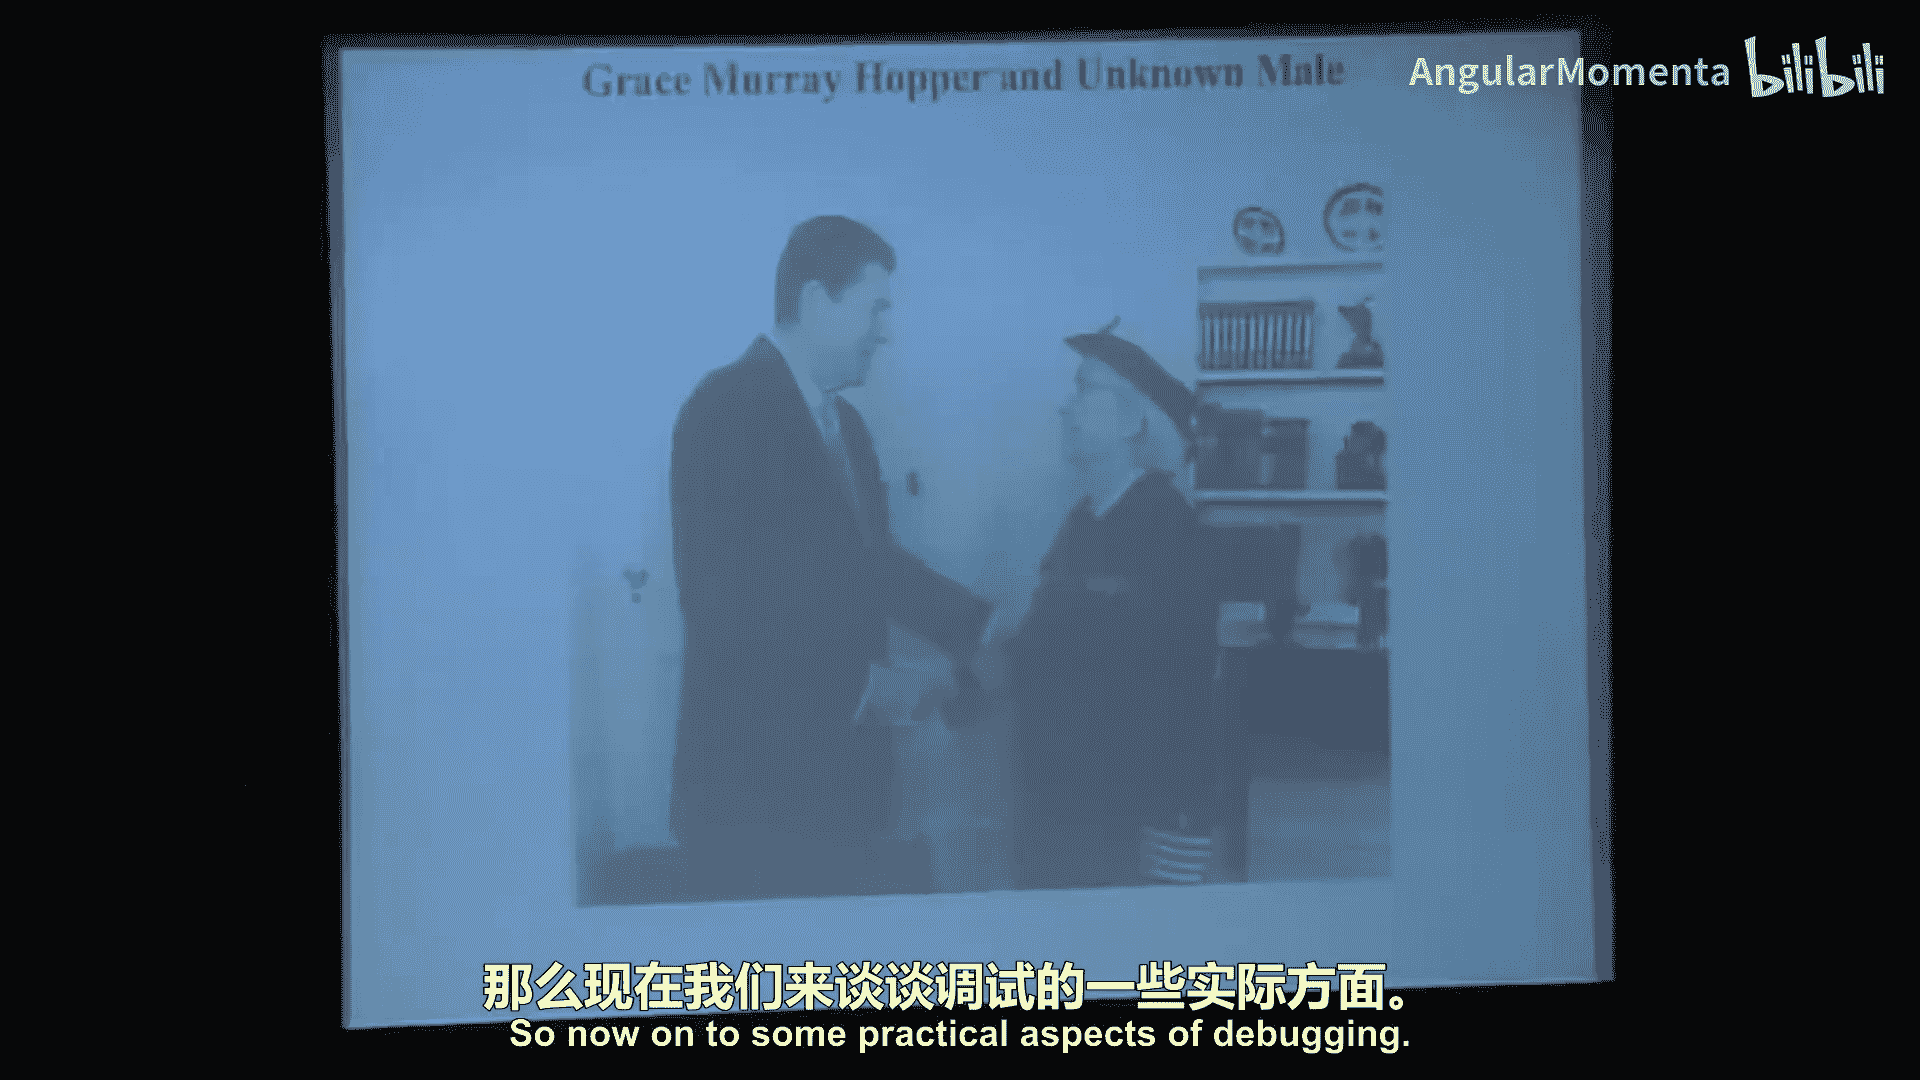 Grace Murray Hopper and Unknown Male
AngularMomenta bilibili
那么现在我们来谈谈调试的一些实际方面。
So now on to some practical aspects of debugging.